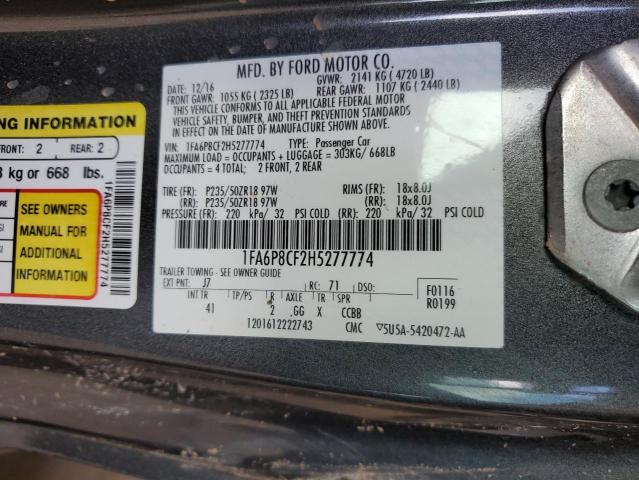 MFD. BY FORD MOTOR CO.
DATE: 12/16 GVWR: 2141 KG ( 4720 LB)
FRONT GAWR: 1055 KG ( 2325 LB) REAR GAWR: 1107 KG ( 2440 LB)
THIS VEHICLE CONFORMS TO ALL APPLICABLE FEDERAL MOTOR
VEHICLE SAFETY, BUMPER, AND THEFT PREVENTION STANDARDS
IN EFFECT ON THE DATE OF MANUFACTURE SHOWN ABOVE.
VIN: 1FA6P8CF2H5277774 TYPE: Passenger Car
MAXIMUM LOAD = OCCUPANTS + LUGGAGE = 303KG/ 668LB
OCCUPANTS = 4 TOTAL; 2 FRONT, 2 REAR
TIRE (FR): P235/50ZR18 97W RIMS (FR): 18x8.0J
(RR): P235/50ZR18 97W (RR): 18x8.0J
PRESSURE (FR): 220 kPa/ 32 PSI COLD (RR): 220 kPa/ 32 PSI COLD
1FA6P8CF2H5277774
TRAILER TOWING - SEE OWNER GUIDE
EXT PNT: J7 RC: 71 DSO:
F0116
R0199
INT TR TP/PS R AXLE TR SPR
41 2 .GG X CCBB
1201612222743 CMC 5U5A-5420472-AA
NG INFORMATION
FRONT: 2 REAR: 2
kg or 668 lbs.
SEE OWNERS
MANUAL FOR
ADDITIONAL
INFORMATION
1FA6P8CF2H5277774